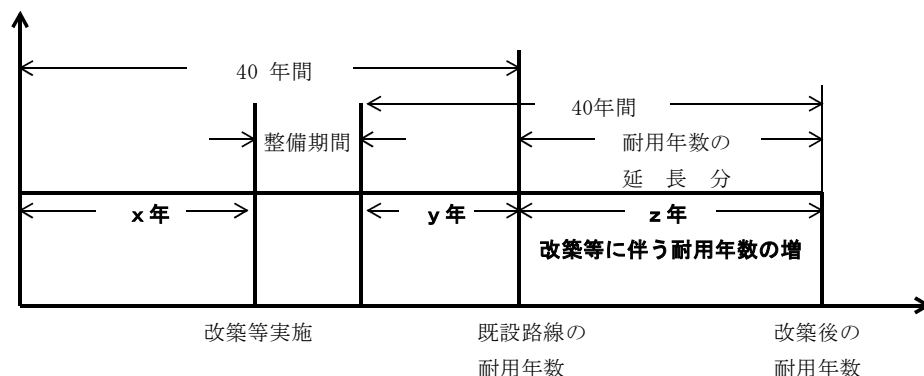 40 年間
40年間
整備期間
耐用年数の
延 長 分
x 年
y 年
z 年
改築等に伴う耐用年数の増
改築等実施
既設路線の
耐用年数
改築後の
耐用年数